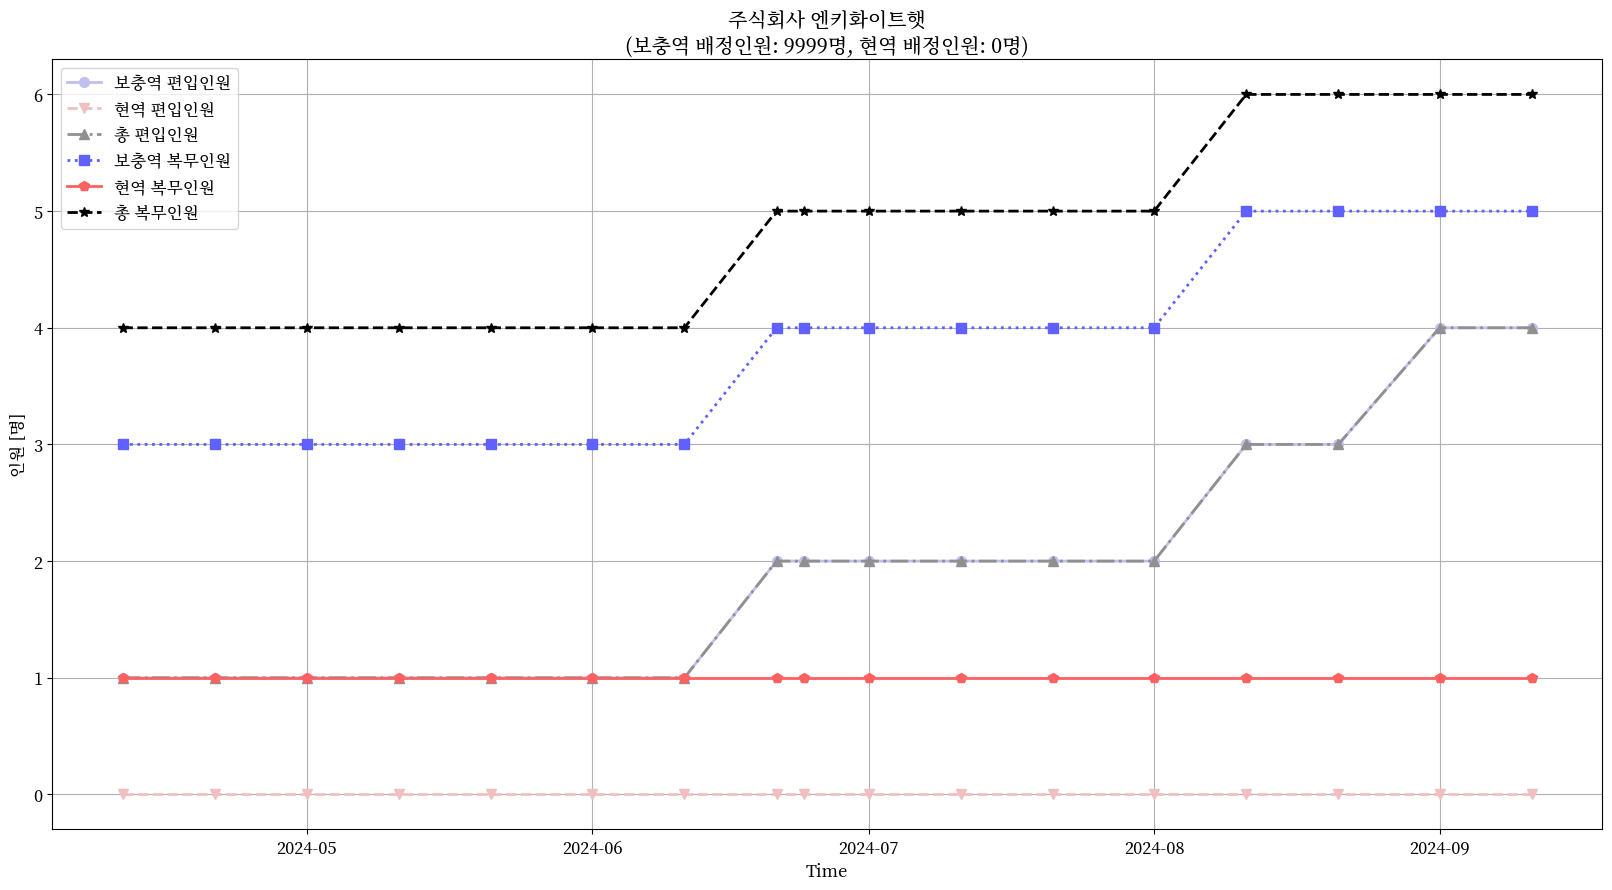 주식회사 엔키화이트햇
(보충역 배정인원: 9999명, 현역 배정인원: 0명)
보충역 편입인원
현역 편입인원
총 편입인원
보충역 복무인원
현역 복무인원
총 복무인원
인원 [명]
6
5
4
3
2
1
0
2024-05
2024-06
2024-07
2024-08
2024-09
Time